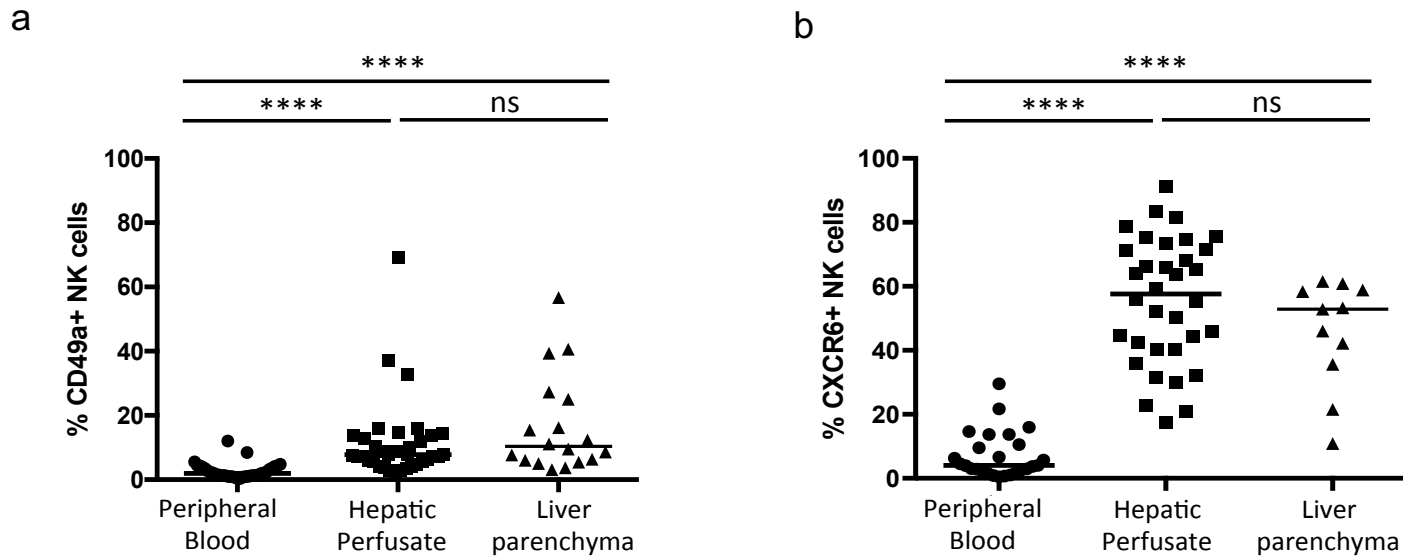 a
****
****
ns
% CD49a+ NK cells
100
80
60
40
20
0
Peripheral
Blood
Hepatic
Perfusate
Liver
parenchyma
b
****
****
ns
% CXCR6+ NK cells
100
80
60
40
20
0
Peripheral
Blood
Hepatic
Perfusate
Liver
parenchyma